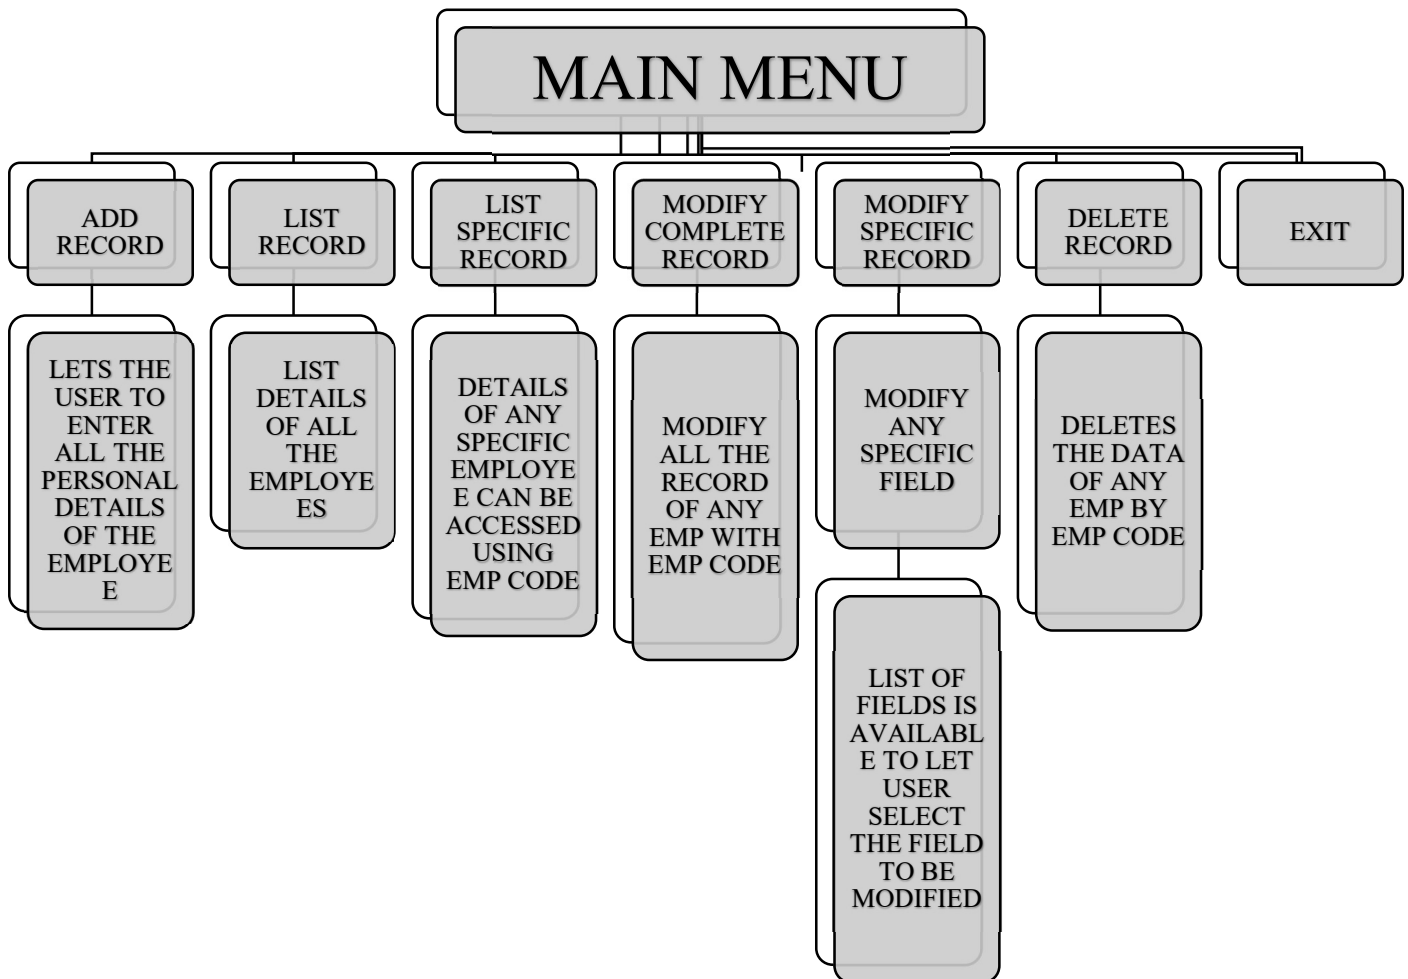 MAIN MENU
ADD
RECORD
LIST
RECORD
LIST
SPECIFIC
RECORD
MODIFY
COMPLETE
RECORD
MODIFY
SPECIFIC
RECORD
DELETE
RECORD
EXIT
LETS THE
USER TO
ENTER
ALL THE
PERSONAL
DETAILS
OF THE
EMPLOYE
E
LIST
DETAILS
OF ALL
THE
EMPLOYE
ES
DETAILS
OF ANY
SPECIFIC
EMPLOYE
E CAN BE
ACCESSED
USING
EMP CODE
MODIFY
ALL THE
RECORD
OF ANY
EMP WITH
EMP CODE
MODIFY
ANY
SPECIFIC
FIELD
DELETES
THE DATA
OF ANY
EMP BY
EMP CODE
LIST OF
FIELDS IS
AVAILABL
E TO LET
USER
SELECT
THE FIELD
TO BE
MODIFIED